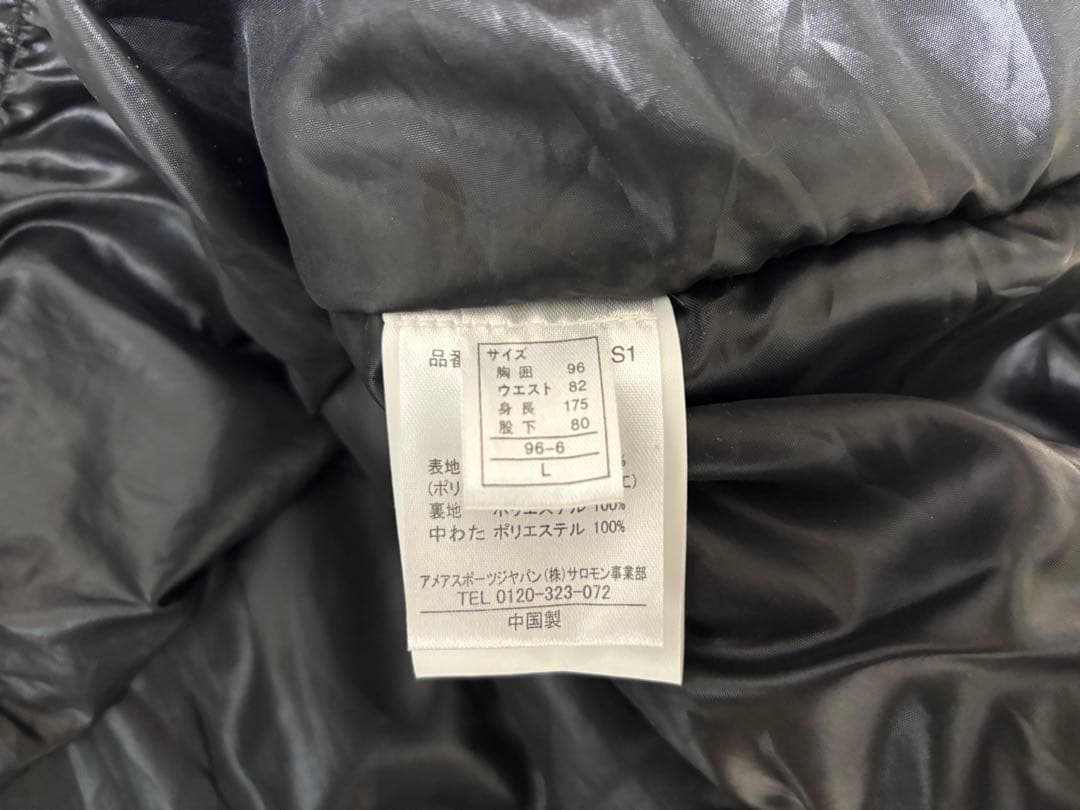 品番 S1
サイズ
胸囲 96
ウエスト 82
身長 175
股下 80
96-6
L
表地
(ポリ
裏地 ポリエステル 100%
中わた ポリエステル 100%
アメアスポーツジャパン(株)サロモン事業部
TEL 0120-323-072
中国製